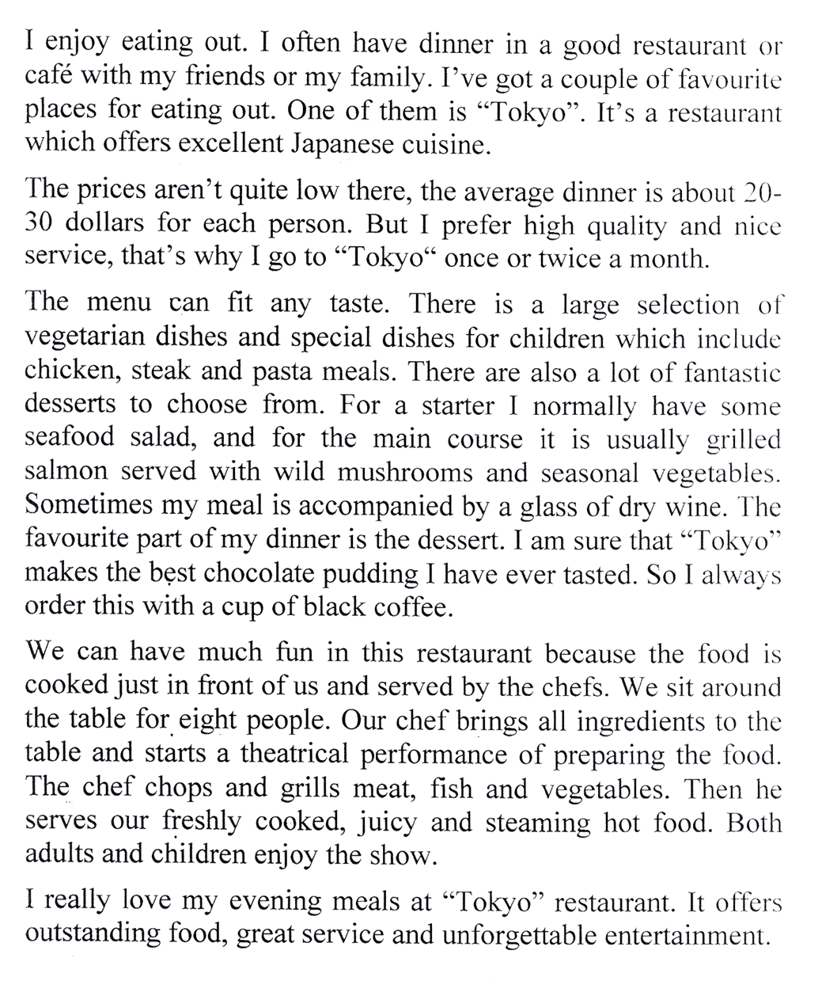 I enjoy eating out. I often have dinner in a good restaurant or
café with my friends or my family. I’ve got a couple of favourite
places for eating out. One of them is “Tokyo”. It’s a restaurant
which offers excellent Japanese cuisine.
The prices aren’t quite low there, the average dinner is about 20-
30 dollars for each person. But I prefer high quality and nice
service, that’s why I go to “Tokyo“ once or twice a month.
The menu can fit any taste. There is a large selection of
vegetarian dishes and special dishes for children which include
chicken, steak and pasta meals. There are also a lot of fantastic
desserts to choose from. For a starter I normally have some
seafood salad, and for the main course it is usually grilled
salmon served with wild mushrooms and seasonal vegetables.
Sometimes my meal is accompanied by a glass of dry wine. The
favourite part of my dinner is the dessert. I am sure that “Tokyo”
makes the best chocolate pudding I have ever tasted. So I always
order this with a cup of black coffee.
We can have much fun in this restaurant because the food is
cooked just in front of us and served by the chefs. We sit around
the table for eight people. Our chef brings all ingredients to the
table and starts a theatrical performance of preparing the food.
The chef chops and grills meat, fish and vegetables. Then he
serves our freshly cooked, juicy and steaming hot food. Both
adults and children enjoy the show.
I really love my evening meals at “Tokyo” restaurant. It offers
outstanding food, great service and unforgettable entertainment.